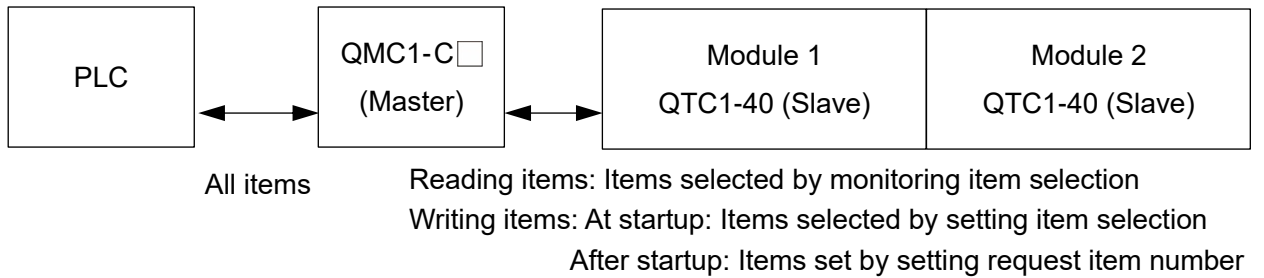 PLC
QMC1-C□
(Master)
Module 1
QTC1-40 (Slave)
Module 2
QTC1-40 (Slave)
All items
Reading items: Items selected by monitoring item selection
Writing items: At startup: Items selected by setting item selection
After startup: Items set by setting request item number